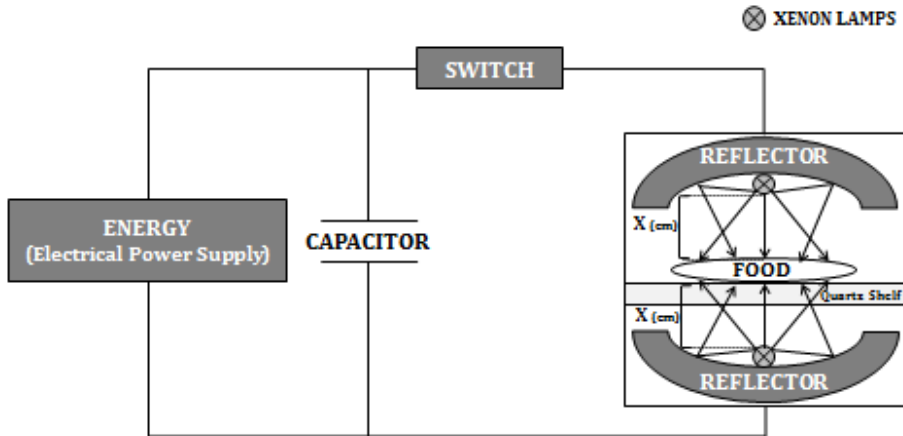 XENON LAMPS
SWITCH
REFLECTOR
ENERGY
(Electrical Power Supply)
CAPACITOR
X (cm)
FOOD
Quartz Shelf
X (cm)
REFLECTOR